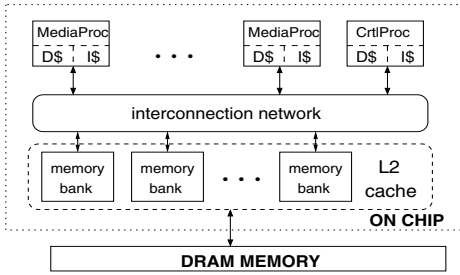 MediaProc MediaProc CrtlProc
D$ I$ • • • D$ I$ D$ I$
interconnection network
memory memory memory L2
bank bank • • • bank cache
ON CHIP
DRAM MEMORY